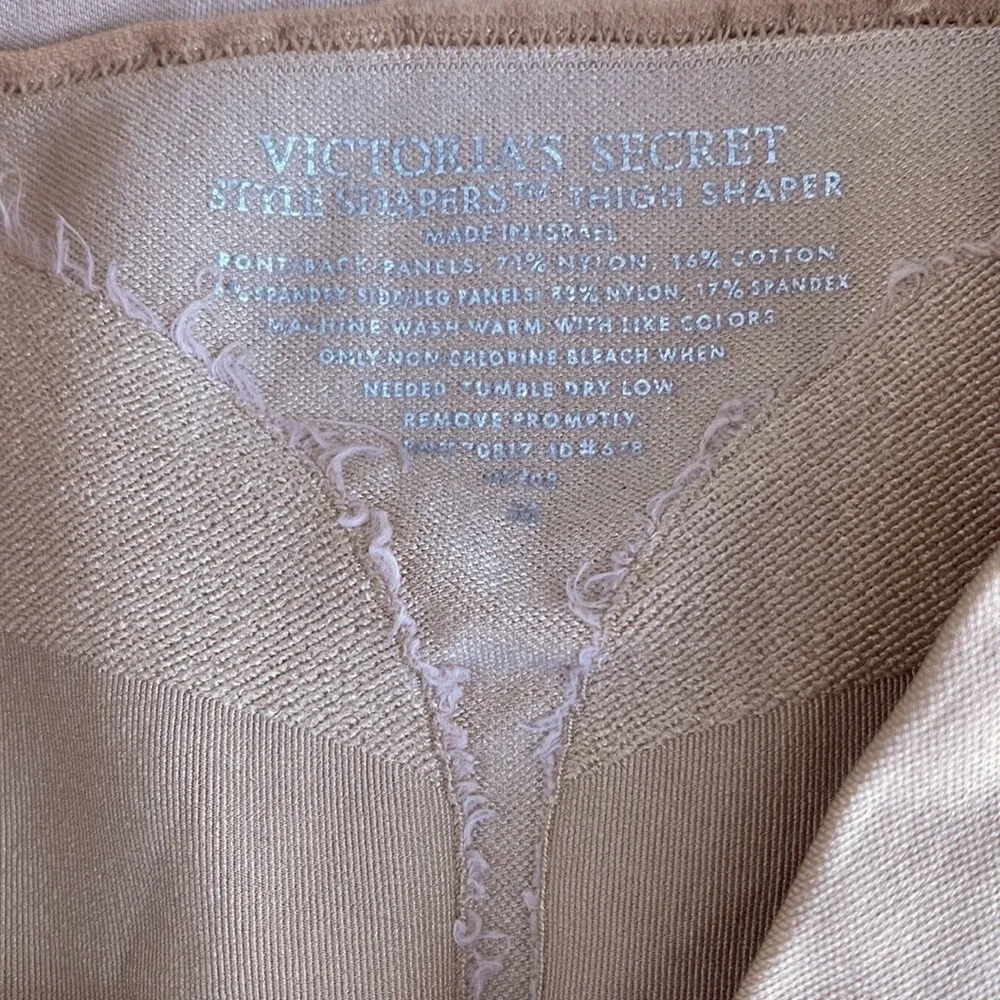 VICTORIA'S SECRET
STYLE SHAPERS™ THIGH SHAPER
MADE IN ISRAEL
FRONT/BACK PANELS: 71% NYLON, 16% COTTON
SPANDEX SIDE/LEG PANELS: 83% NYLON, 17% SPANDEX
MACHINE WASH WARM WITH LIKE COLORS
ONLY NON-CHLORINE BLEACH WHEN
NEEDED TUMBLE DRY LOW
REMOVE PROMPTLY